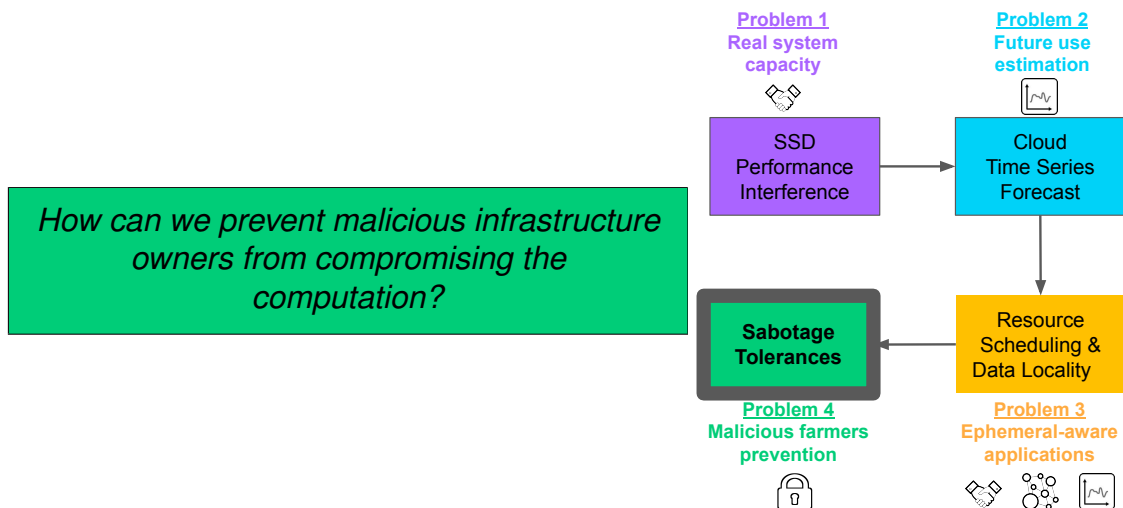 How can we prevent malicious infrastructure
owners from compromising the
computation?
Problem 1
Real system
capacity
SSD
Performance
Interference
Problem 2
Future use
estimation
Cloud
Time Series
Forecast
Sabotage
Tolerances
Problem 4
Malicious farmers
prevention
Resource
Scheduling &
Data Locality
Problem 3
Ephemeral-aware
applications